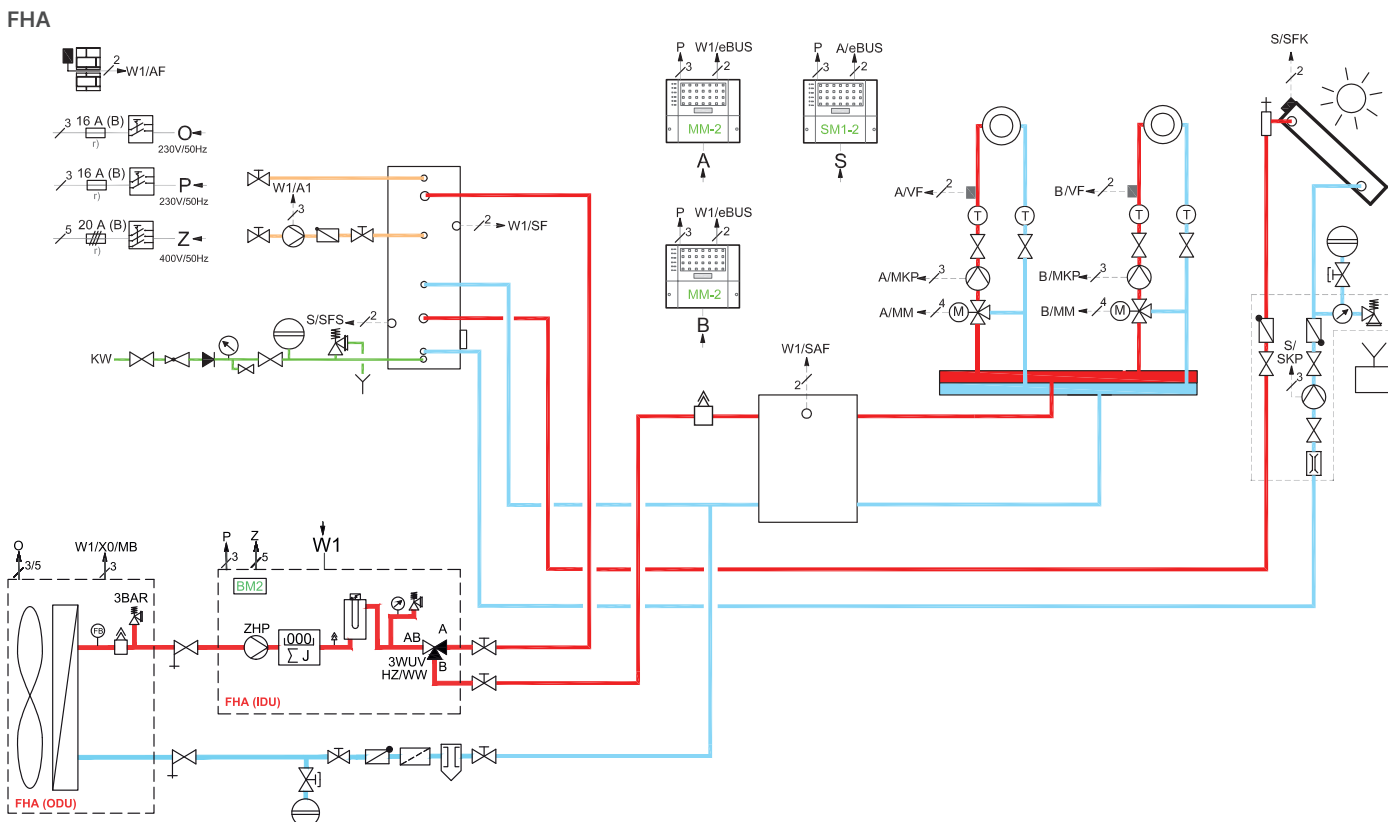 FHA
2
W1/AF
3
16 A (B)
r)
O
230V/50Hz
3
16 A (B)
r)
P
230V/50Hz
5
20 A (B)
r)
Z
400V/50Hz
W1/A1
3
2
W1/SF
S/SFS
2
KW
P
W1/eBUS
3
2
MM-2
A
P
A/eBUS
3
2
SM1-2
S
P
W1/eBUS
3
2
MM-2
B
W1/SAF
2
A/VF
2
T
T
A/MKP
3
A/MM
4
M
B/VF
2
T
T
B/MKP
3
B/MM
4
M
S/SFK
2
S/
SKP
3
O
3/5
W1/X0/MB
3
3BAR
FB
FHA (ODU)
P
3
Z
5
W1
BM2
ZHP
000
Σ J
AB
A
B
3WUV
HZ/WW
FHA (IDU)